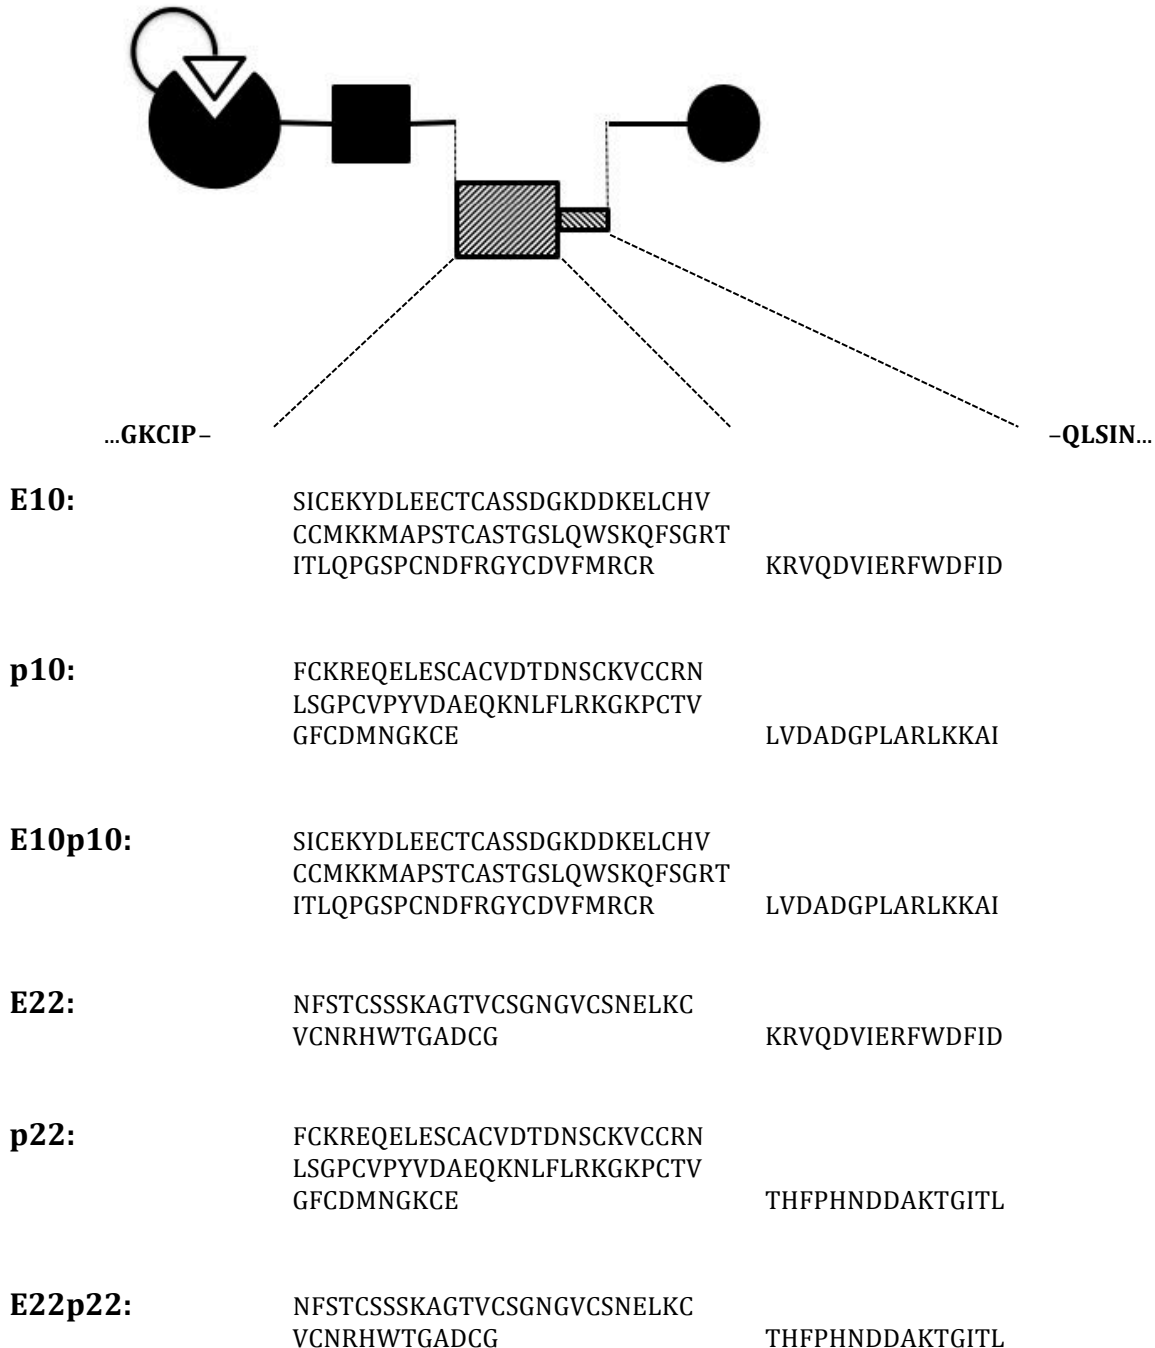 ...GKCIP– –QLSIN...
E10: SICEKYDLEECTCASSDGKDDKELCHV
CCMKKMAPSTCASTGSLQWSKQFSGRT
ITLQPGSPCNDFRGYCDVFMRCR KRVQDVIERFWDFID
p10: FCKREQELESCACVDTDNSCKVCCRN
LSGPCVPYVDAEQKNLFLRKGKPCTV
GFCDMNGKCE LVDADGPLARLKKAI
E10p10: SICEKYDLEECTCASSDGKDDKELCHV
CCMKKMAPSTCASTGSLQWSKQFSGRT
ITLQPGSPCNDFRGYCDVFMRCR LVDADGPLARLKKAI
E22: NFSTCSSSKAGTVCSGNGVCSNELKC
VCNRHWTGADCG KRVQDVIERFWDFID
p22: FCKREQELESCACVDTDNSCKVCCRN
LSGPCVPYVDAEQKNLFLRKGKPCTV
GFCDMNGKCE THFPHNDDAKTGITL
E22p22: NFSTCSSSKAGTVCSGNGVCSNELKC
VCNRHWTGADCG THFPHNDDAKTGITL